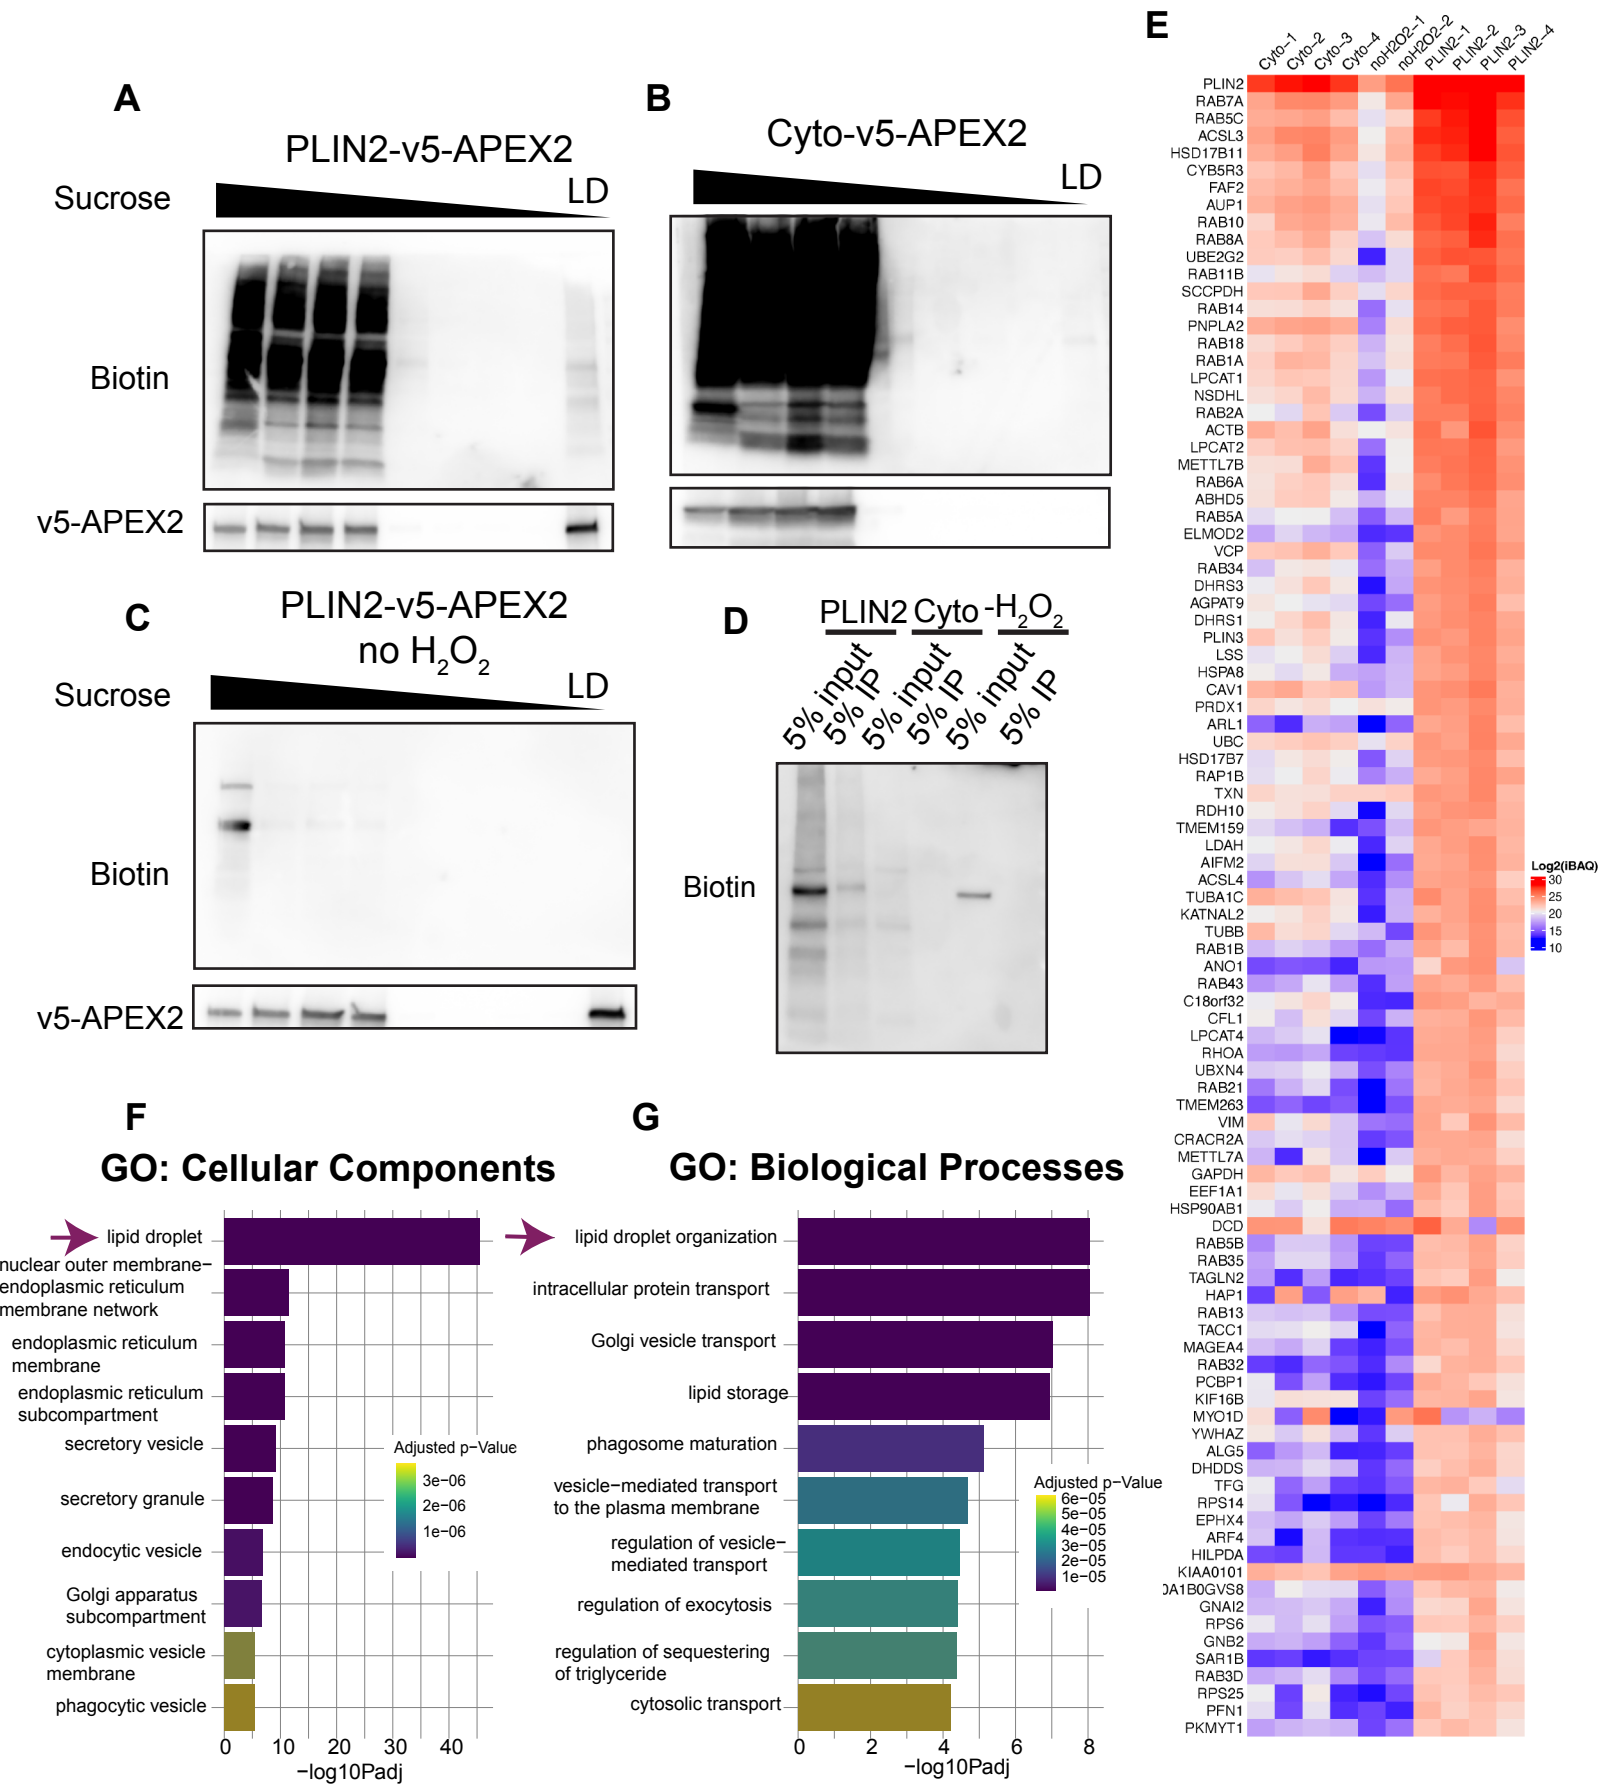 A
PLIN2-v5-APEX2
Sucrose
LD
Biotin
v5-APEX2
B
Cyto-v5-APEX2
LD
C
PLIN2-v5-APEX2
no H2O2
Sucrose
LD
Biotin
v5-APEX2
D
PLIN2 Cyto -H2O2
5% input
5% IP
5% input
5% IP
5% input
5% IP
Biotin
E
Cyto-1
Cyto-2
Cyto-3
Cyto-4
noH2O2-1
noH2O2-2
PLIN2-1
PLIN2-2
PLIN2-3
PLIN2-4
PLIN2
RAB7A
RAB5C
ACSL3
HSD17B11
CYB5R3
FAF2
AUP1
RAB10
RAB8A
UBE2G2
RAB11B
SCCPDH
RAB14
PNPLA2
RAB18
RAB1A
LPCAT1
NSDHL
RAB2A
ACTB
LPCAT2
METTL7B
RAB6A
ABHD5
RAB5A
ELMOD2
VCP
RAB34
DHRS3
AGPAT9
DHRS1
PLIN3
LSS
HSPA8
CAV1
PRDX1
ARL1
UBC
HSD17B7
RAP1B
TXN
RDH10
TMEM159
LDAH
AIFM2
ACSL4
TUBA1C
KATNAL2
TUBB
RAB1B
ANO1
RAB43
C18orf32
CFL1
LPCAT4
RHOA
UBXN4
RAB21
TMEM263
VIM
CRACR2A
METTL7A
GAPDH
EEF1A1
HSP90AB1
DCD
RAB5B
RAB35
TAGLN2
HAP1
RAB13
TACC1
MAGEA4
RAB32
PCBP1
KIF16B
MYO1D
YWHAZ
ALG5
DHDDS
TFG
RPS14
EPHX4
ARF4
HILPDA
KIAA0101
0A1B0GVS8
GNAI2
RPS6
GNB2
SAR1B
RAB3D
RPS25
PFN1
PKMYT1
Log2(iBAQ)
30
25
20
15
10
F
GO: Cellular Components
lipid droplet
nuclear outer membrane−
endoplasmic reticulum
membrane network
endoplasmic reticulum
membrane
endoplasmic reticulum
subcompartment
secretory vesicle
secretory granule
endocytic vesicle
Golgi apparatus
subcompartment
cytoplasmic vesicle
membrane
phagocytic vesicle
Adjusted p−Value
3e−06
2e−06
1e−06
0 10 20 30 40
−log10Padj
G
GO: Biological Processes
lipid droplet organization
intracellular protein transport
Golgi vesicle transport
lipid storage
phagosome maturation
vesicle−mediated transport
to the plasma membrane
regulation of vesicle−
mediated transport
regulation of exocytosis
regulation of sequestering
of triglyceride
cytosolic transport
Adjusted p−Value
6e−05
5e−05
4e−05
3e−05
2e−05
1e−05
0 2 4 6 8
−log10Padj